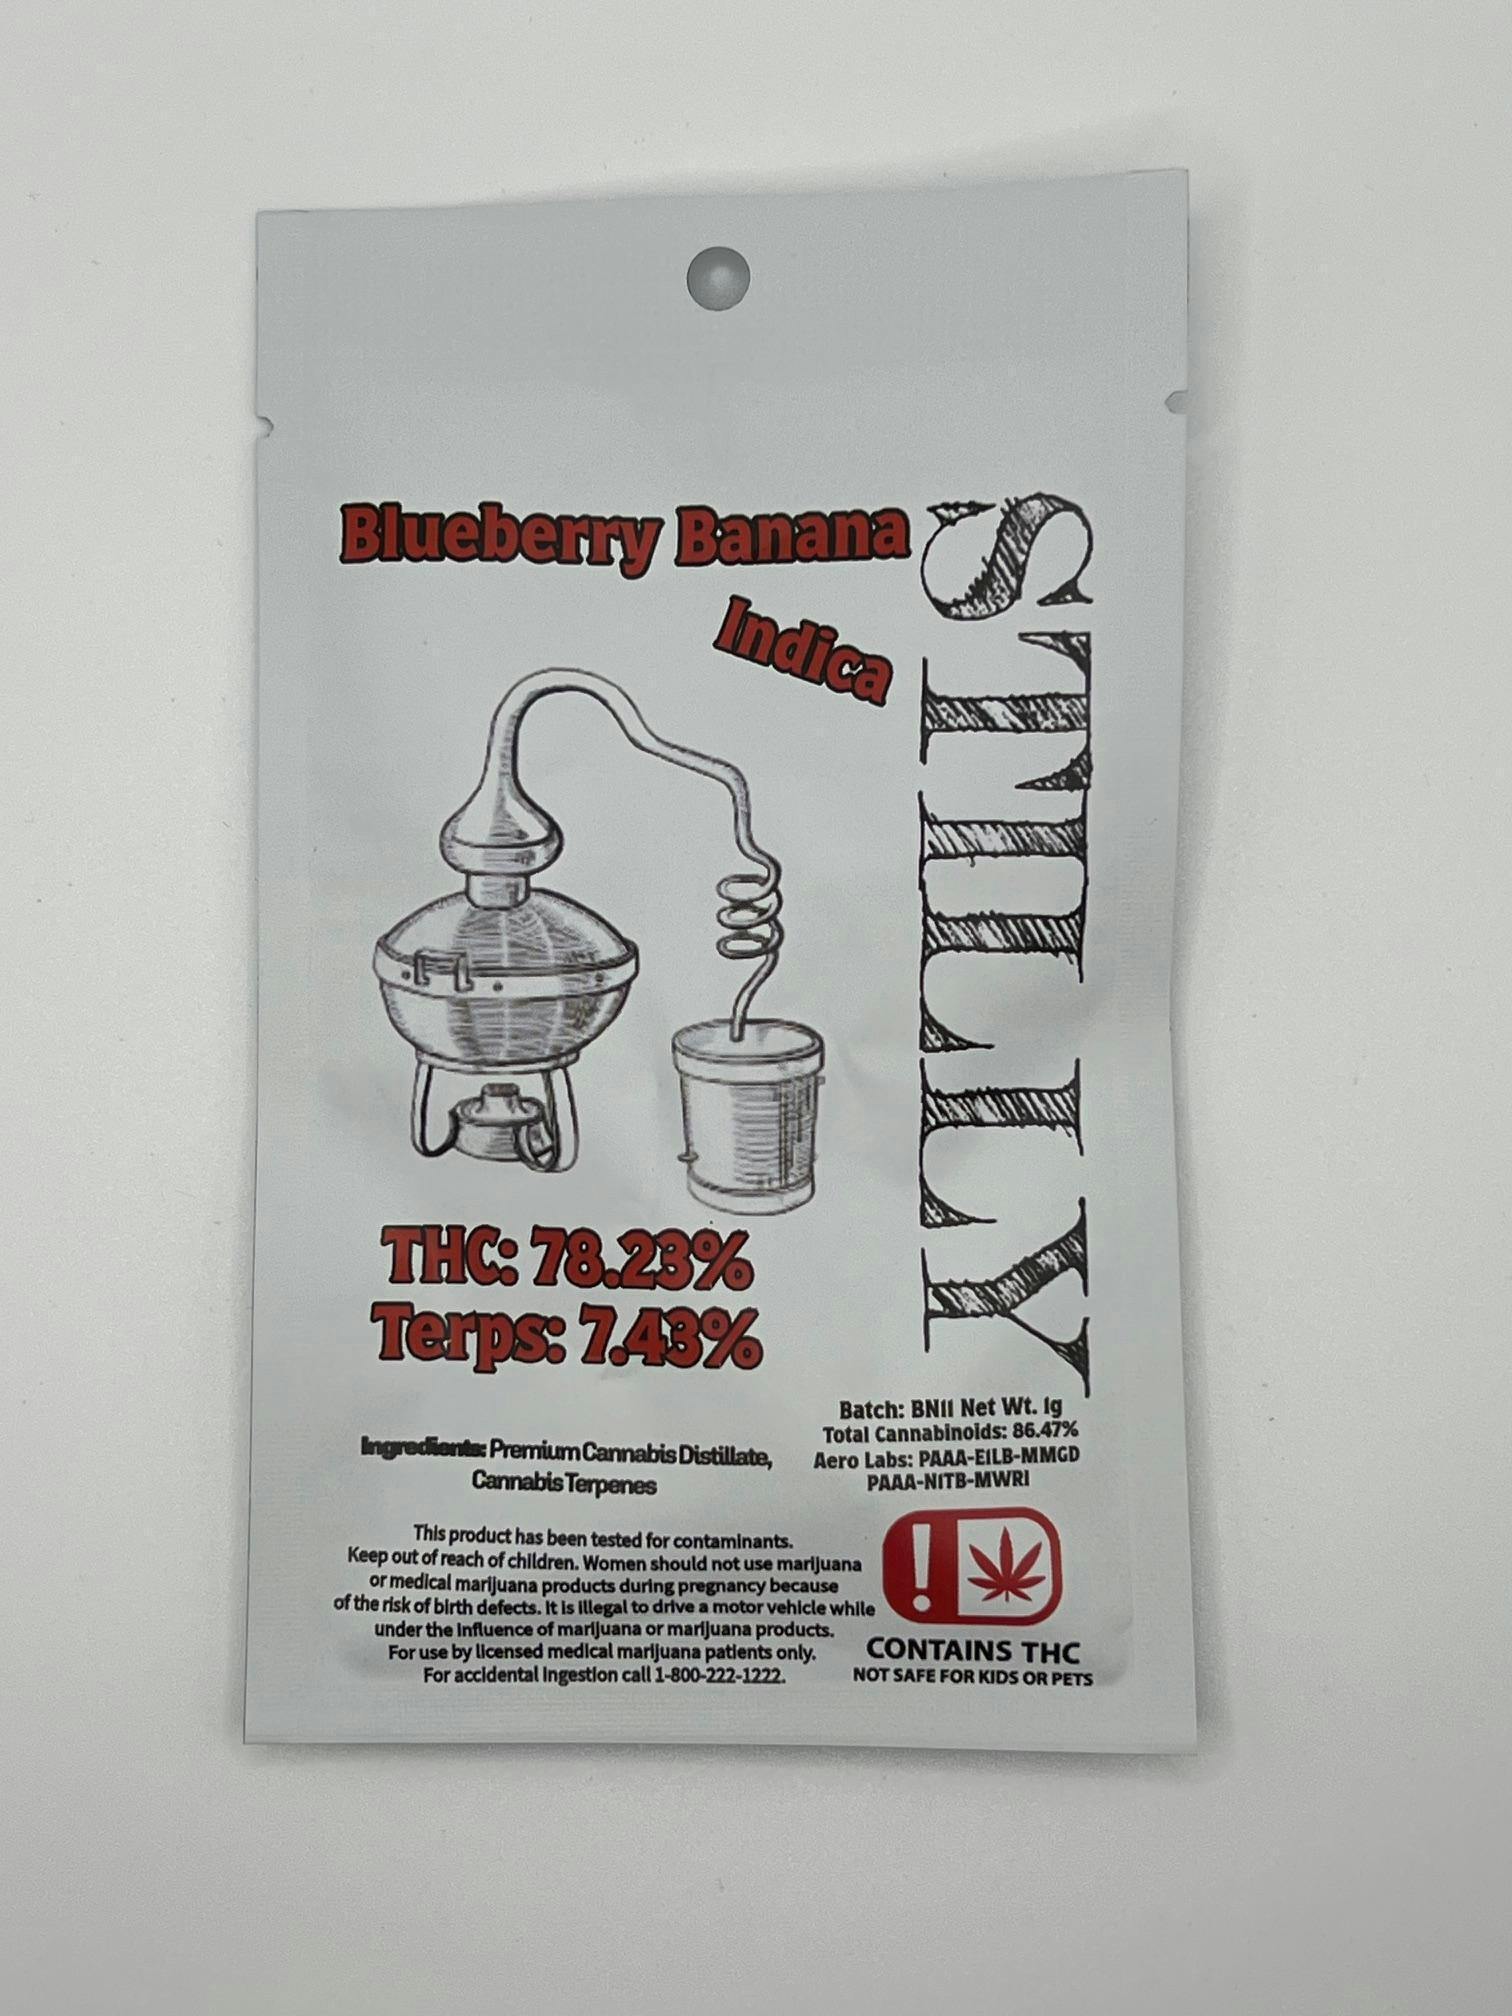 Blueberry Banana
Indica
STILLY
THC: 78.23%
Terps: 7.43%
Batch: BN11 Net Wt. 1g
Total Cannabinoids: 86.47%
Aero Labs: PAAA-E1LB-MMGD
PAAA-N1TB-MWRI
Ingredients: Premium Cannabis Distillate,
Cannabis Terpenes
This product has been tested for contaminants.
Keep out of reach of children. Women should not use marijuana
or medical marijuana products during pregnancy because
of the risk of birth defects. It is illegal to drive a motor vehicle while
under the influence of marijuana or marijuana products.
For use by licensed medical marijuana patients only.
For accidental ingestion call 1-800-222-1222.
!
CONTAINS THC
NOT SAFE FOR KIDS OR PETS